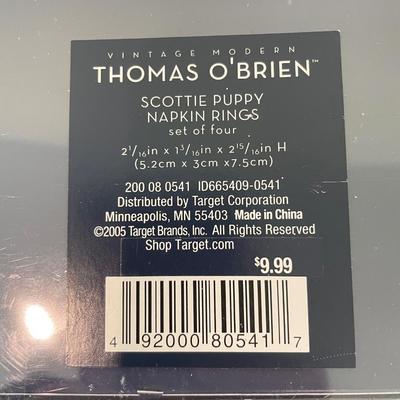 VINTAGE MODERN
THOMAS O'BRIEN™
SCOTTIE PUPPY
NAPKIN RINGS
set of four
2 1/16in x 1 3/16in x 2 15/16in H
(5.2cm x 3cm x7.5cm)
200 08 0541 ID665409-0541
Distributed by Target Corporation
Minneapolis, MN 55403 Made in China
©2005 Target Brands, Inc. All Rights Reserved
Shop Target.com
$9.99
4 92000 80541 7